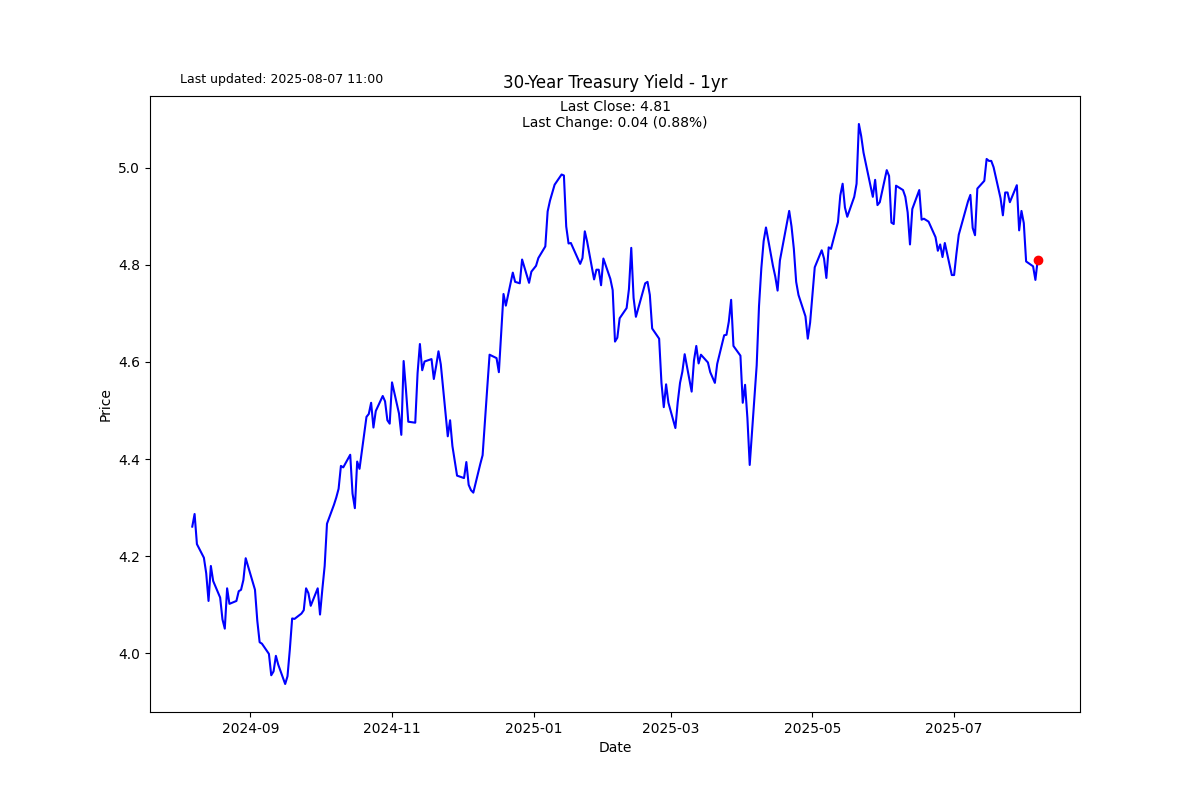 Last updated: 2025-08-07 11:00
30-Year Treasury Yield - 1yr
Last Close: 4.81
Last Change: 0.04 (0.88%)
Price
5.0
4.8
4.6
4.4
4.2
4.0
2024-09
2024-11
2025-01
2025-03
2025-05
2025-07
Date